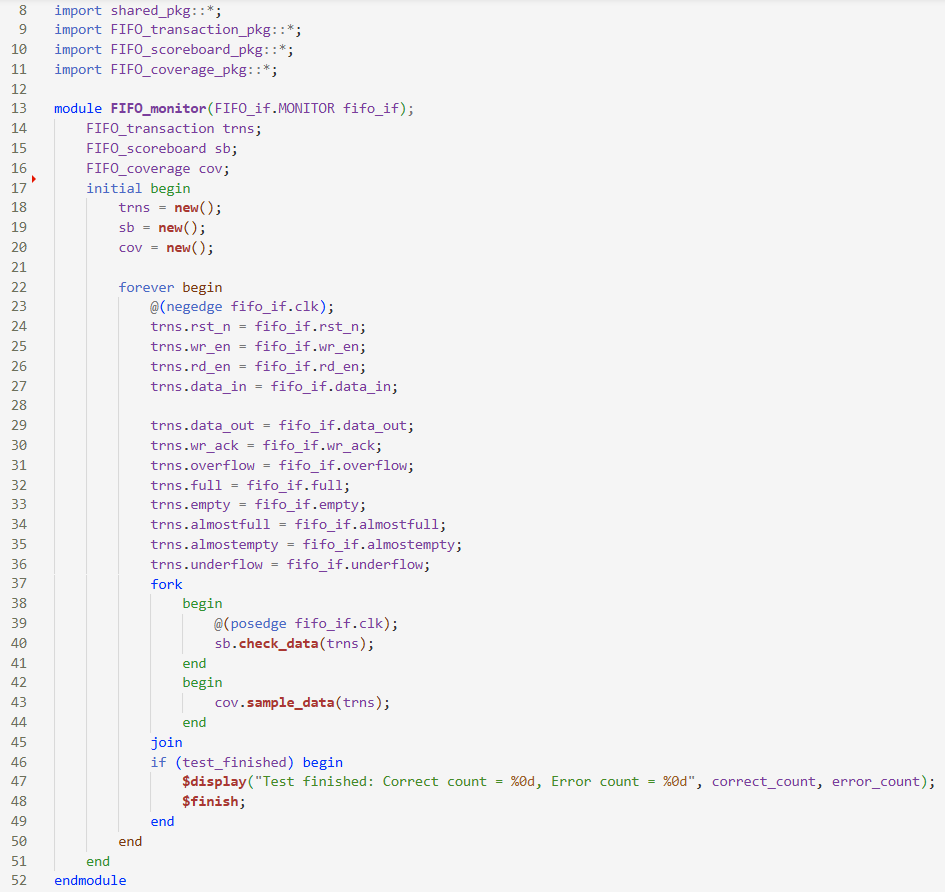 8 import shared_pkg::*;
9 import FIFO_transaction_pkg::*;
10 import FIFO_scoreboard_pkg::*;
11 import FIFO_coverage_pkg::*;
12
13 module FIFO_monitor(FIFO_if.MONITOR fifo_if);
14 FIFO_transaction trns;
15 FIFO_scoreboard sb;
16 FIFO_coverage cov;
17 initial begin
18 trns = new();
19 sb = new();
20 cov = new();
21
22 forever begin
23 @(negedge fifo_if.clk);
24 trns.rst_n = fifo_if.rst_n;
25 trns.wr_en = fifo_if.wr_en;
26 trns.rd_en = fifo_if.rd_en;
27 trns.data_in = fifo_if.data_in;
28
29 trns.data_out = fifo_if.data_out;
30 trns.wr_ack = fifo_if.wr_ack;
31 trns.overflow = fifo_if.overflow;
32 trns.full = fifo_if.full;
33 trns.empty = fifo_if.empty;
34 trns.almostfull = fifo_if.almostfull;
35 trns.almostempty = fifo_if.almostempty;
36 trns.underflow = fifo_if.underflow;
37 fork
38 begin
39 @(posedge fifo_if.clk);
40 sb.check_data(trns);
41 end
42 begin
43 cov.sample_data(trns);
44 end
45 join
46 if (test_finished) begin
47 $display("Test finished: Correct count = %0d, Error count = %0d", correct_count, error_count);
48 $finish;
49 end
50 end
51 end
52 endmodule